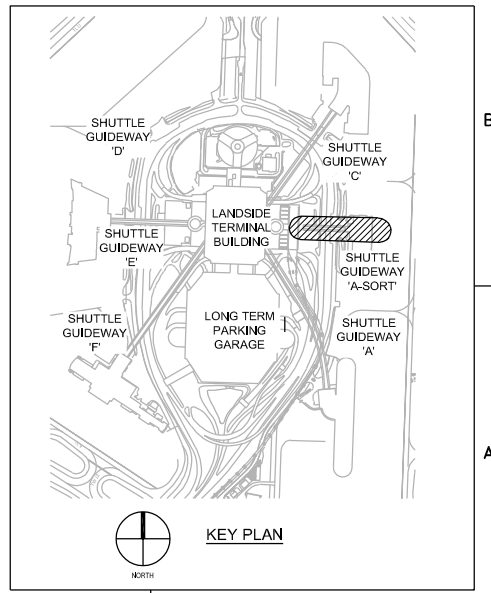 SHUTTLE
GUIDEWAY
'D'
SHUTTLE
GUIDEWAY
'C'
LANDSIDE
TERMINAL
BUILDING
SHUTTLE
GUIDEWAY
'E'
SHUTTLE
GUIDEWAY
'A-SORT'
SHUTTLE
GUIDEWAY
'F'
LONG TERM
PARKING
GARAGE
SHUTTLE
GUIDEWAY
'A'
KEY PLAN
NORTH
B
A